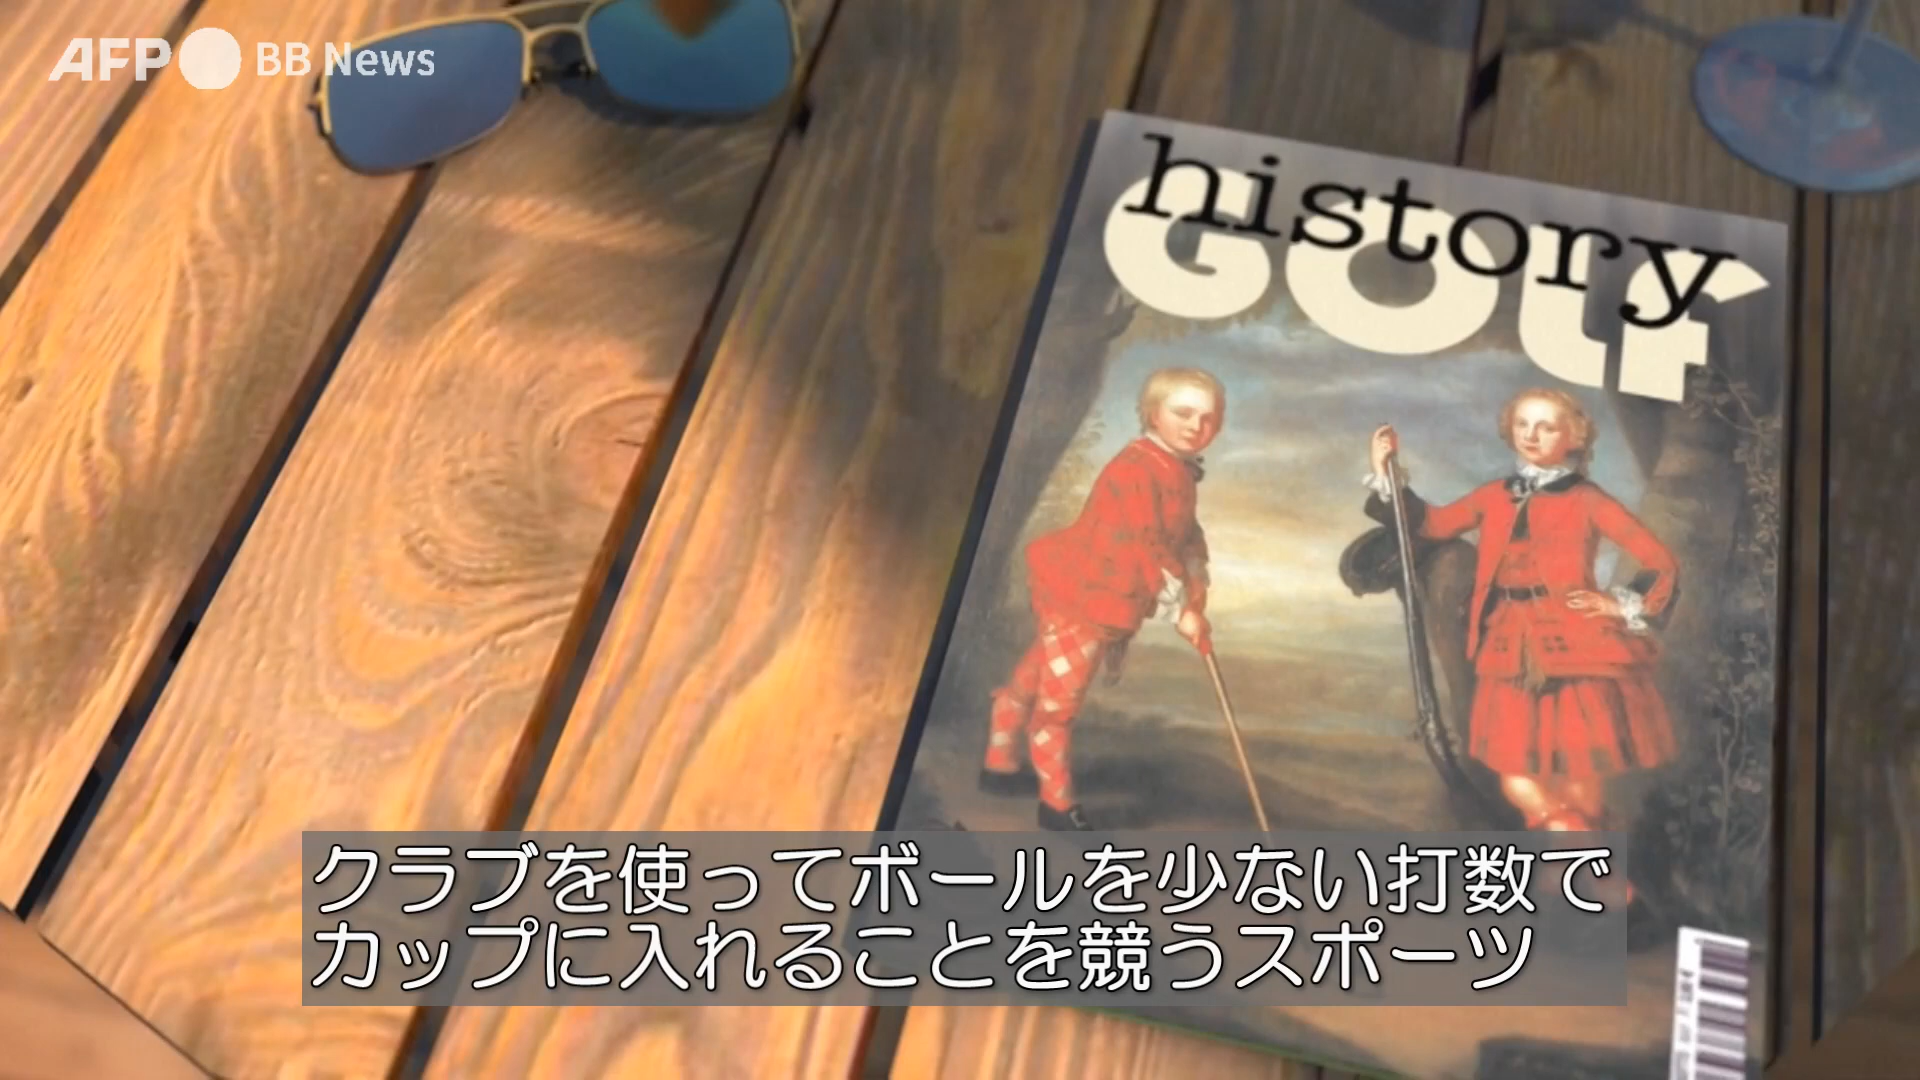 AFP BB News
history
GOLF
クラブを使ってボールを少ない打数で
カップに入れることを競うスポーツ